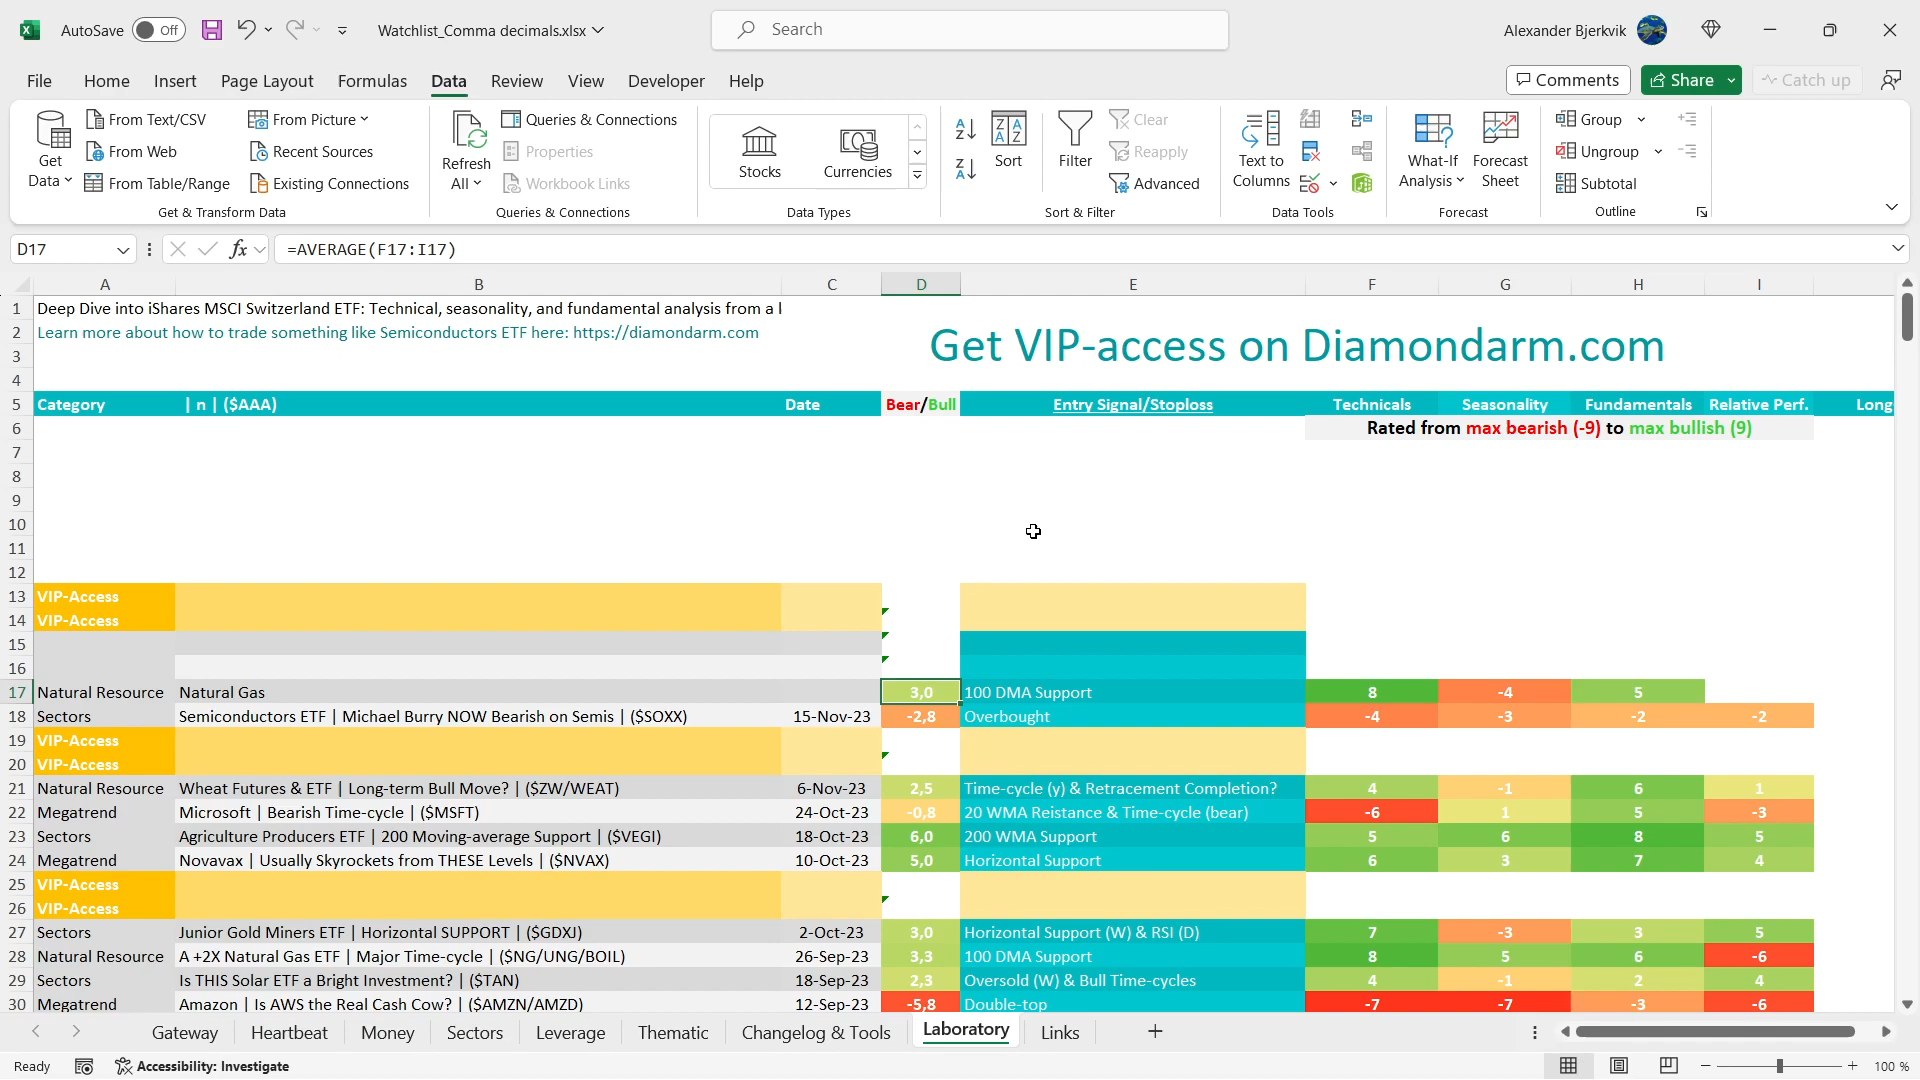 AutoSave Off Watchlist_Comma decimals.xlsx Search Alexander Bjerkvik
File Home Insert Page Layout Formulas Data Review View Developer Help Comments Share Catch up
Get Data
From Text/CSV
From Web
From Table/Range
From Picture
Recent Sources
Existing Connections
Get & Transform Data
Refresh All
Queries & Connections
Properties
Workbook Links
Queries & Connections
Stocks Currencies
Data Types
Sort Filter
Clear
Reapply
Advanced
Sort & Filter
Text to Columns
Data Tools
What-If Analysis
Forecast Sheet
Forecast
Group
Ungroup
Subtotal
Outline
D17 fx =AVERAGE(F17:I17)
A B C D E F G H I
1 Deep Dive into iShares MSCI Switzerland ETF: Technical, seasonality, and fundamental analysis from a l
2 Learn more about how to trade something like Semiconductors ETF here: https://diamondarm.com
Get VIP-access on Diamondarm.com
3
4
5 Category | n | ($AAA) Date Bear/Bull Entry Signal/Stoploss Technicals Seasonality Fundamentals Relative Perf. Long
6 Rated from max bearish (-9) to max bullish (9)
7
8
9
10
11
12
13 VIP-Access
14 VIP-Access
15
16
17 Natural Resource Natural Gas 3,0 100 DMA Support 8 -4 5
18 Sectors Semiconductors ETF | Michael Burry NOW Bearish on Semis | ($SOXX) 15-Nov-23 -2,8 Overbought -4 -3 -2 -2
19 VIP-Access
20 VIP-Access
21 Natural Resource Wheat Futures & ETF | Long-term Bull Move? | ($ZW/WEAT) 6-Nov-23 2,5 Time-cycle (y) & Retracement Completion? 4 -1 6 1
22 Megatrend Microsoft | Bearish Time-cycle | ($MSFT) 24-Oct-23 -0,8 20 WMA Reistance & Time-cycle (bear) -6 1 5 -3
23 Sectors Agriculture Producers ETF | 200 Moving-average Support | ($VEGI) 18-Oct-23 6,0 200 WMA Support 5 6 8 5
24 Megatrend Novavax | Usually Skyrockets from THESE Levels | ($NVAX) 10-Oct-23 5,0 Horizontal Support 6 3 7 4
25 VIP-Access
26 VIP-Access
27 Sectors Junior Gold Miners ETF | Horizontal SUPPORT | ($GDXJ) 2-Oct-23 3,0 Horizontal Support (W) & RSI (D) 7 -3 3 5
28 Natural Resource A +2X Natural Gas ETF | Major Time-cycle | ($NG/UNG/BOIL) 26-Sep-23 3,3 100 DMA Support 8 5 6 -6
29 Sectors Is THIS Solar ETF a Bright Investment? | ($TAN) 18-Sep-23 2,3 Oversold (W) & Bull Time-cycles 4 -1 2 4
30 Megatrend Amazon | Is AWS the Real Cash Cow? | ($AMZN/AMZD) 12-Sep-23 -5,8 Double-top -7 -7 -3 -6
Gateway Heartbeat Money Sectors Leverage Thematic Changelog & Tools Laboratory Links
Ready Accessibility: Investigate 100 %